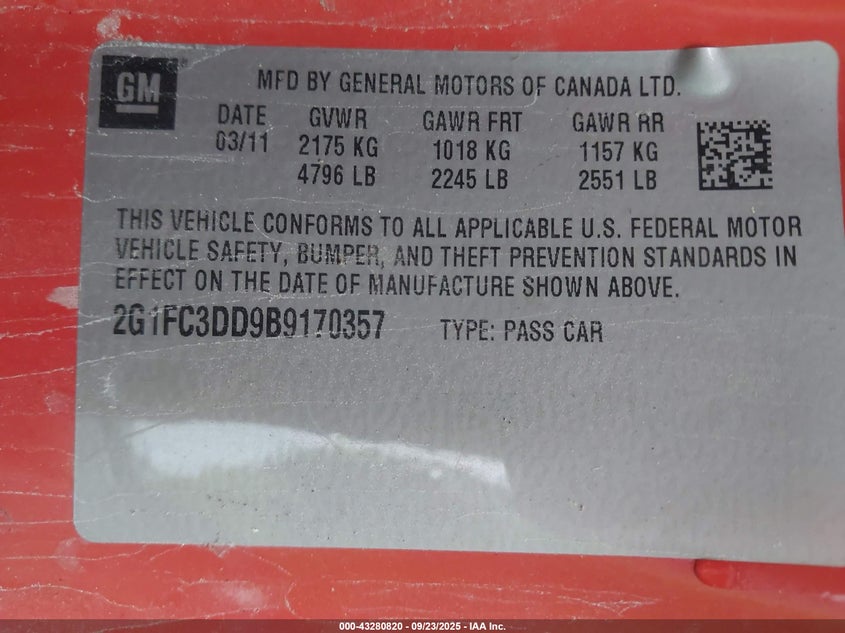 GM
MFD BY GENERAL MOTORS OF CANADA LTD.
DATE GVWR GAWR FRT GAWR RR
03/11 2175 KG 1018 KG 1157 KG
4796 LB 2245 LB 2551 LB
THIS VEHICLE CONFORMS TO ALL APPLICABLE U.S. FEDERAL MOTOR
VEHICLE SAFETY, BUMPER, AND THEFT PREVENTION STANDARDS IN
EFFECT ON THE DATE OF MANUFACTURE SHOWN ABOVE.
2G1FC3DD9B9170357 TYPE: PASS CAR
000-43280820 - 09/23/2025 - IAA Inc.